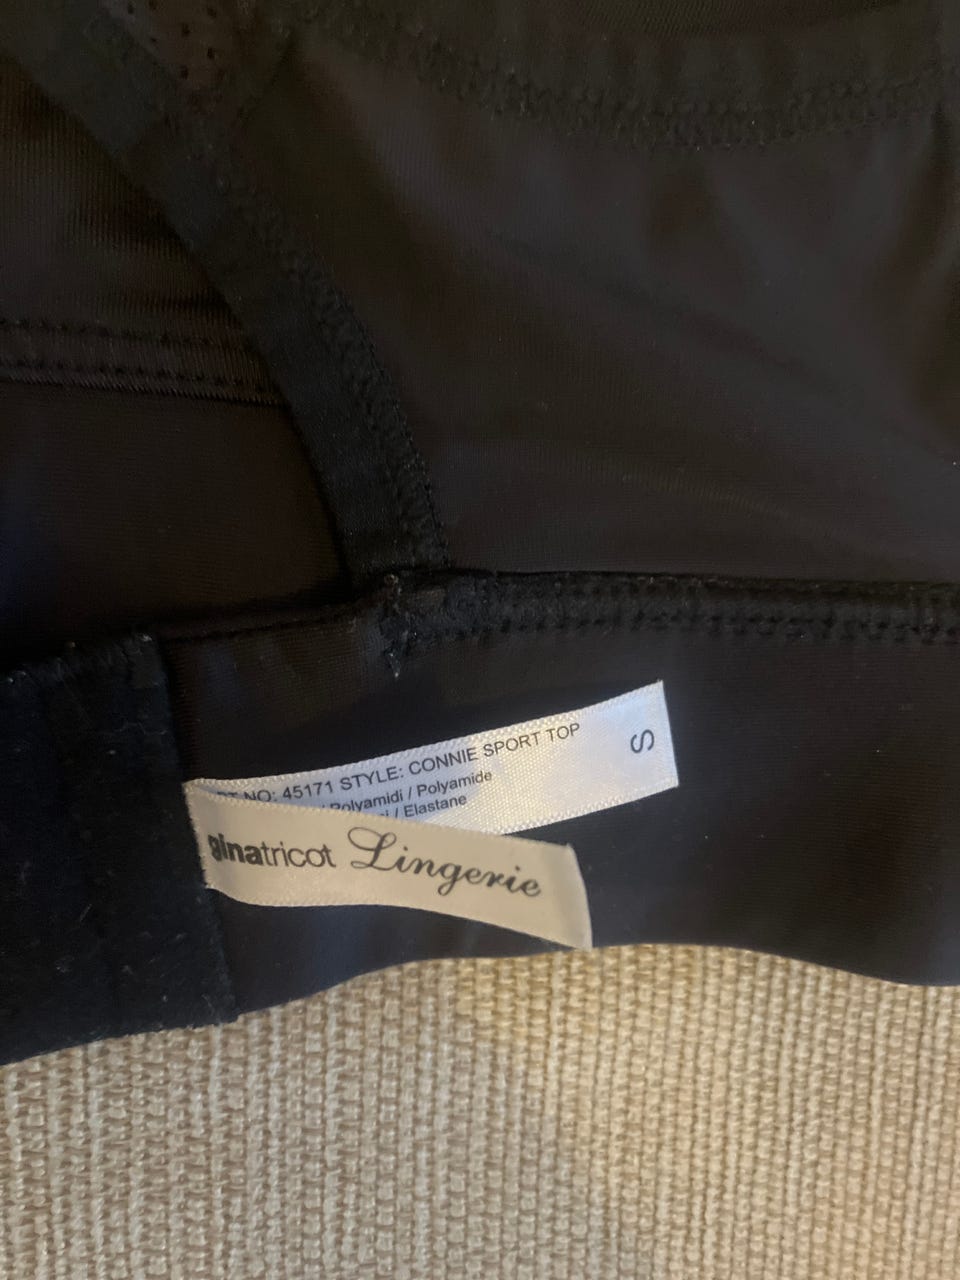 NO: 45171 STYLE: CONNIE SPORT TOP
Polyamidi / Polyamide
/ Elastane
S
ginatricot Lingerie